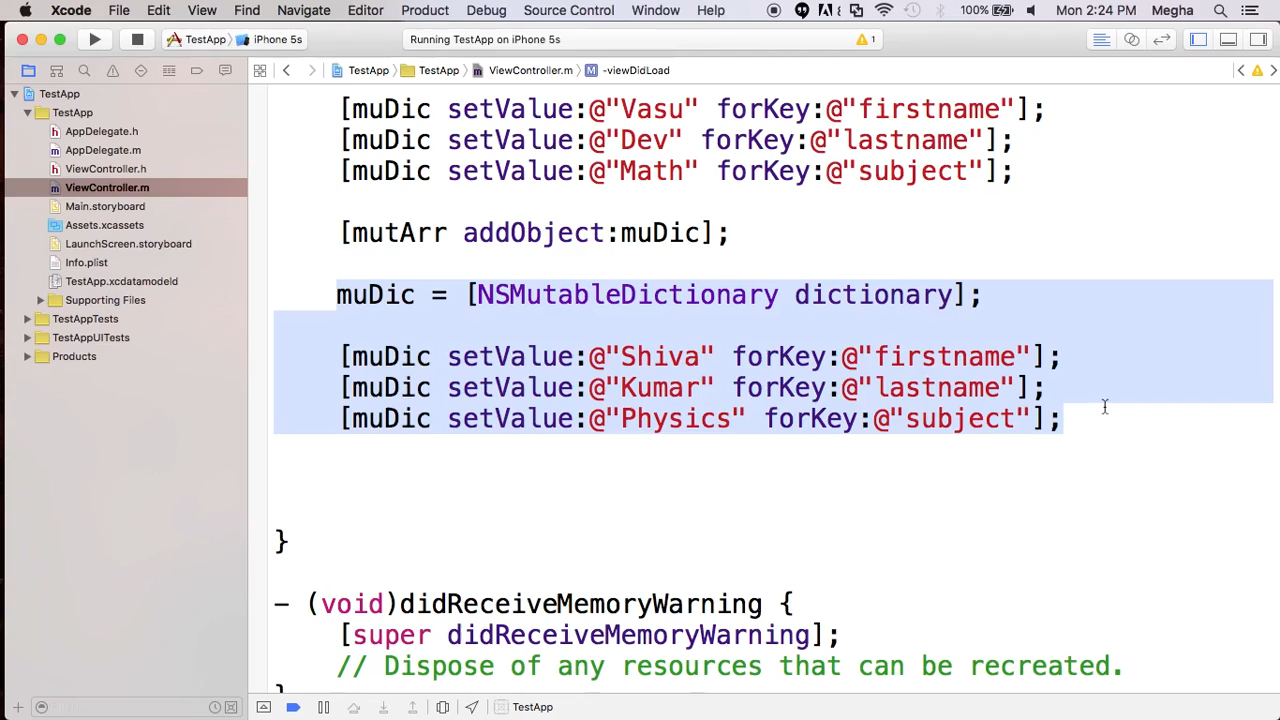 Xcode File Edit View Find Navigate Editor Product Debug Source Control Window Help 100% Mon 2:24 PM Megha
TestApp iPhone 5s Running TestApp on iPhone 5s 1
TestApp TestApp ViewController.m -viewDidLoad
TestApp
TestApp
AppDelegate.h
AppDelegate.m
ViewController.h
ViewController.m
Main.storyboard
Assets.xcassets
LaunchScreen.storyboard
Info.plist
TestApp.xcdatamodeld
Supporting Files
TestAppTests
TestAppUITests
Products
[muDic setValue:@"Vasu" forKey:@"firstname"];
[muDic setValue:@"Dev" forKey:@"lastname"];
[muDic setValue:@"Math" forKey:@"subject"];
[mutArr addObject:muDic];
muDic = [NSMutableDictionary dictionary];
[muDic setValue:@"Shiva" forKey:@"firstname"];
[muDic setValue:@"Kumar" forKey:@"lastname"];
[muDic setValue:@"Physics" forKey:@"subject"];
}
- (void)didReceiveMemoryWarning {
[super didReceiveMemoryWarning];
// Dispose of any resources that can be recreated.
}
TestApp